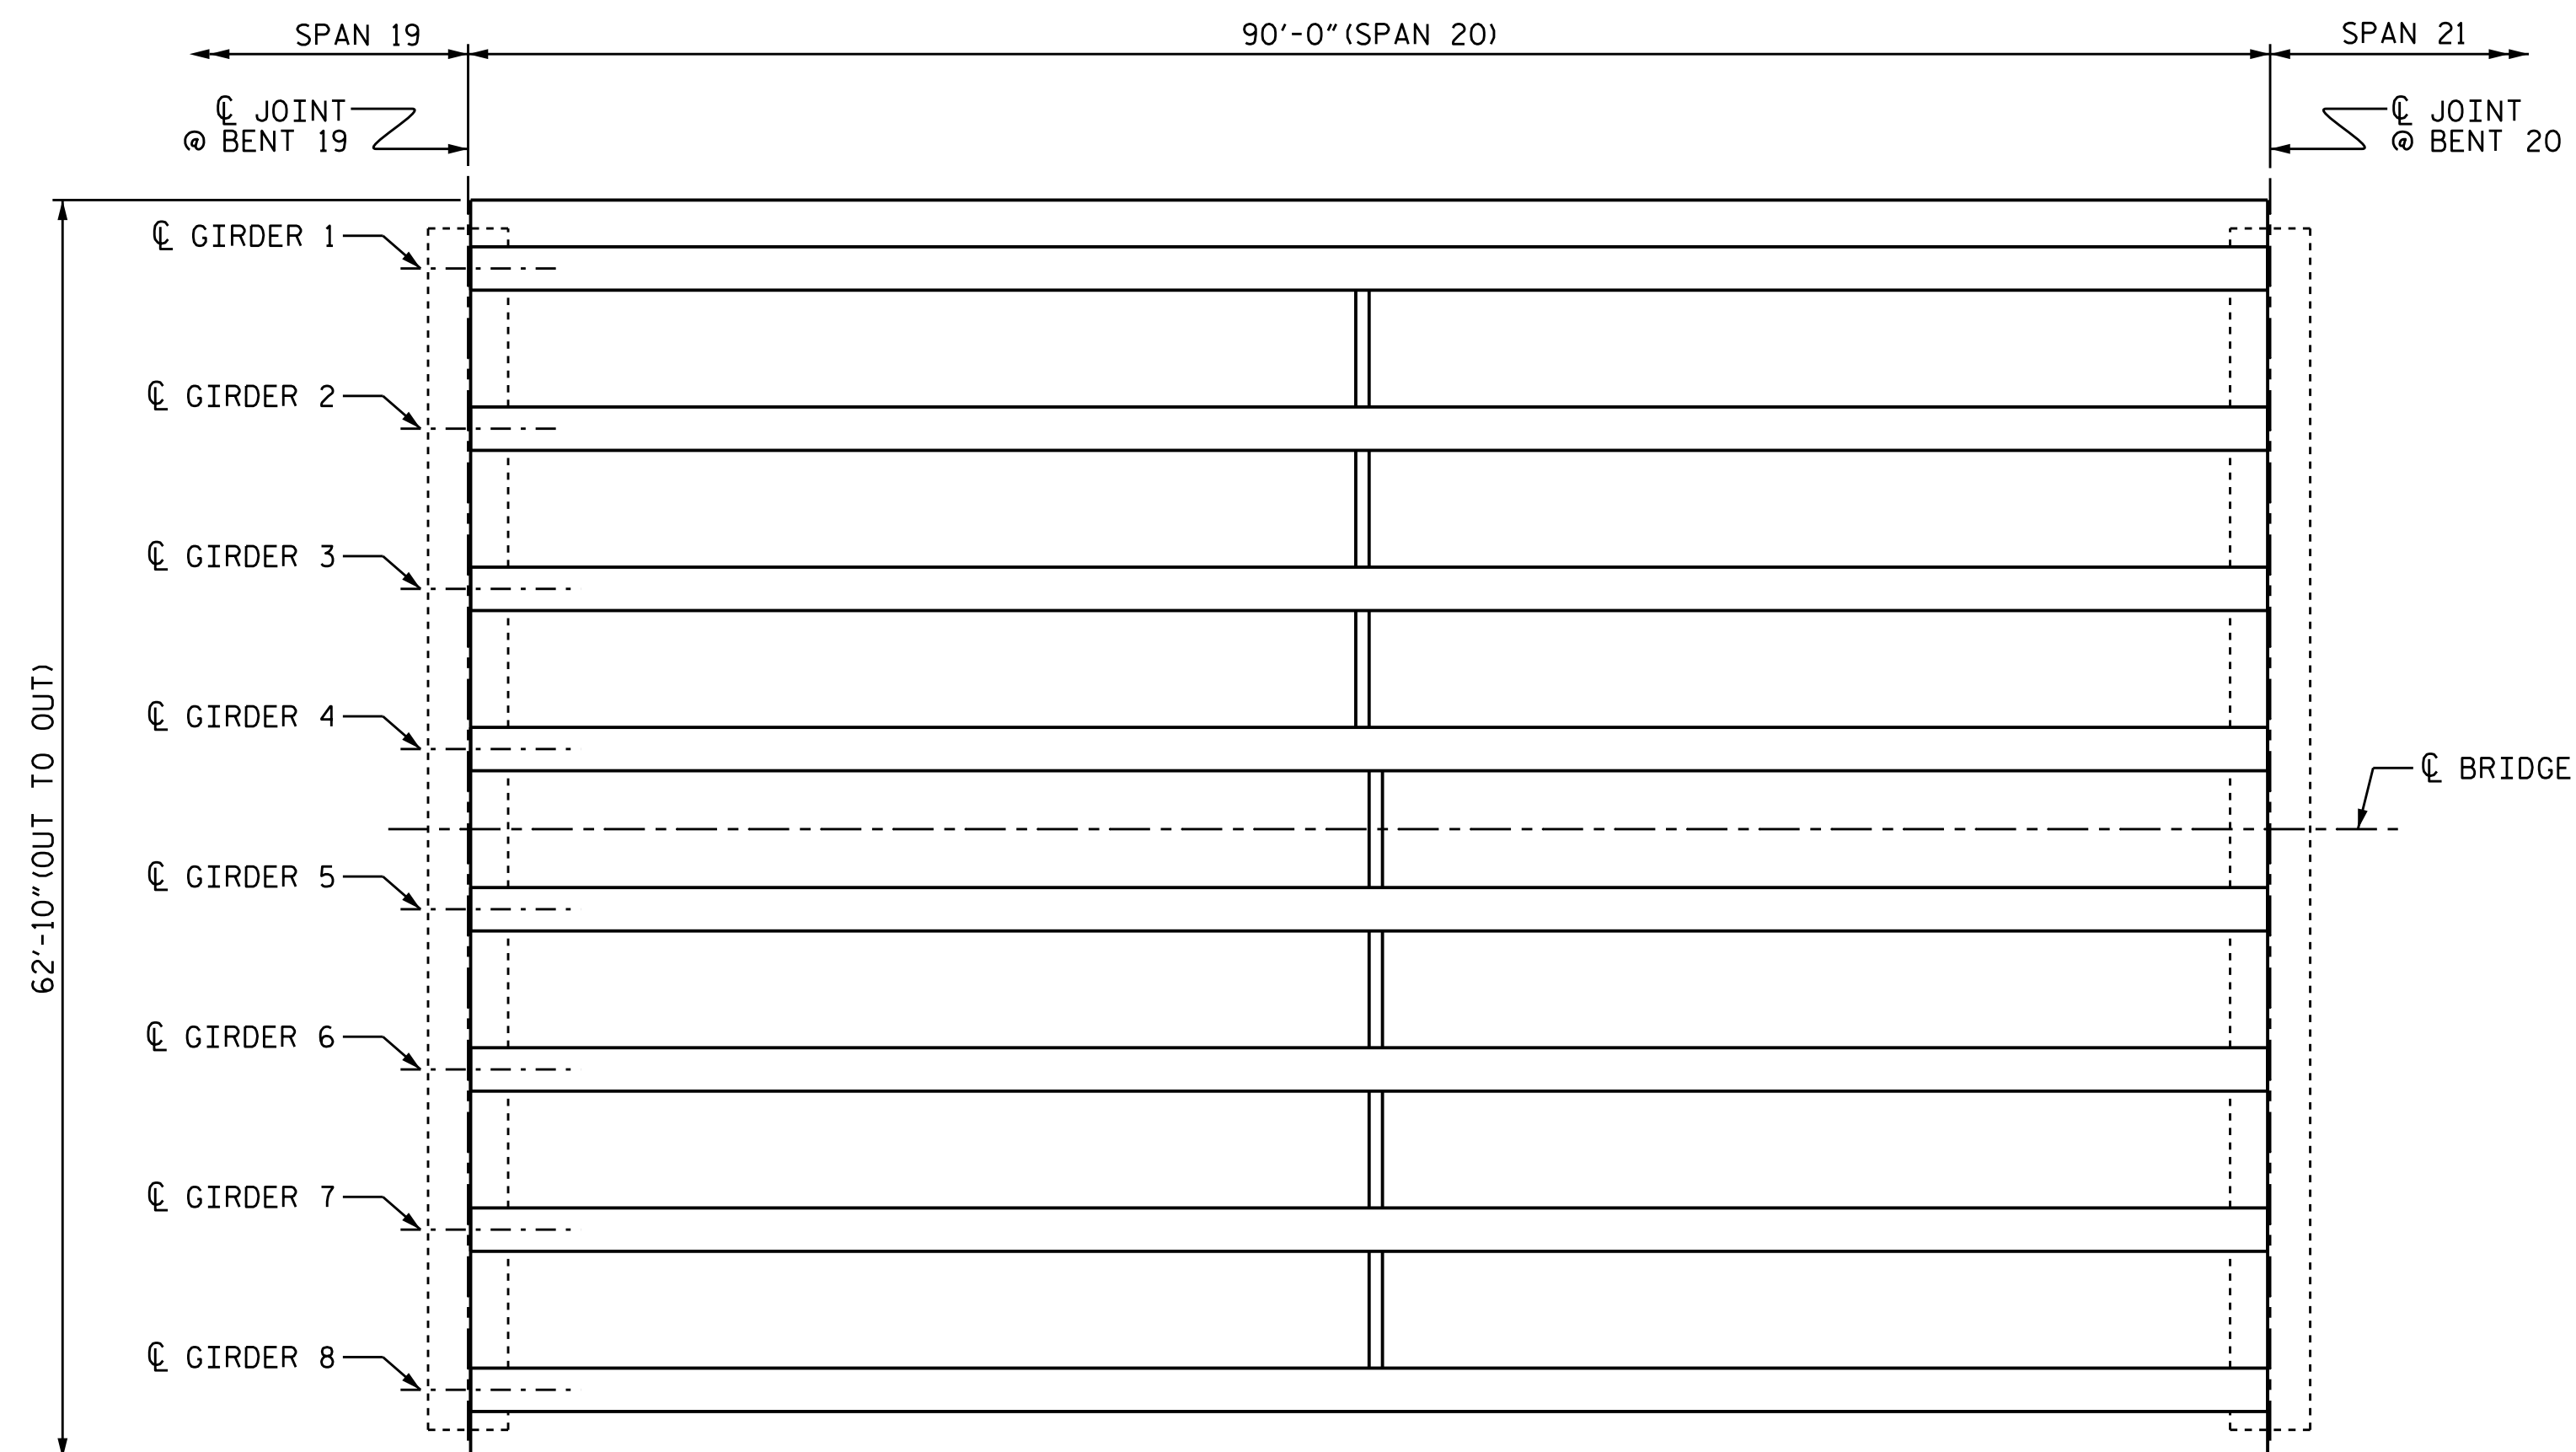 SPAN 19
90'-0"(SPAN 20)
SPAN 21
℄ JOINT
@ BENT 19
℄ JOINT
@ BENT 20
℄ GIRDER 1
℄ GIRDER 2
℄ GIRDER 3
℄ GIRDER 4
℄ BRIDGE
62'-10"(OUT TO OUT)
℄ GIRDER 5
℄ GIRDER 6
℄ GIRDER 7
℄ GIRDER 8